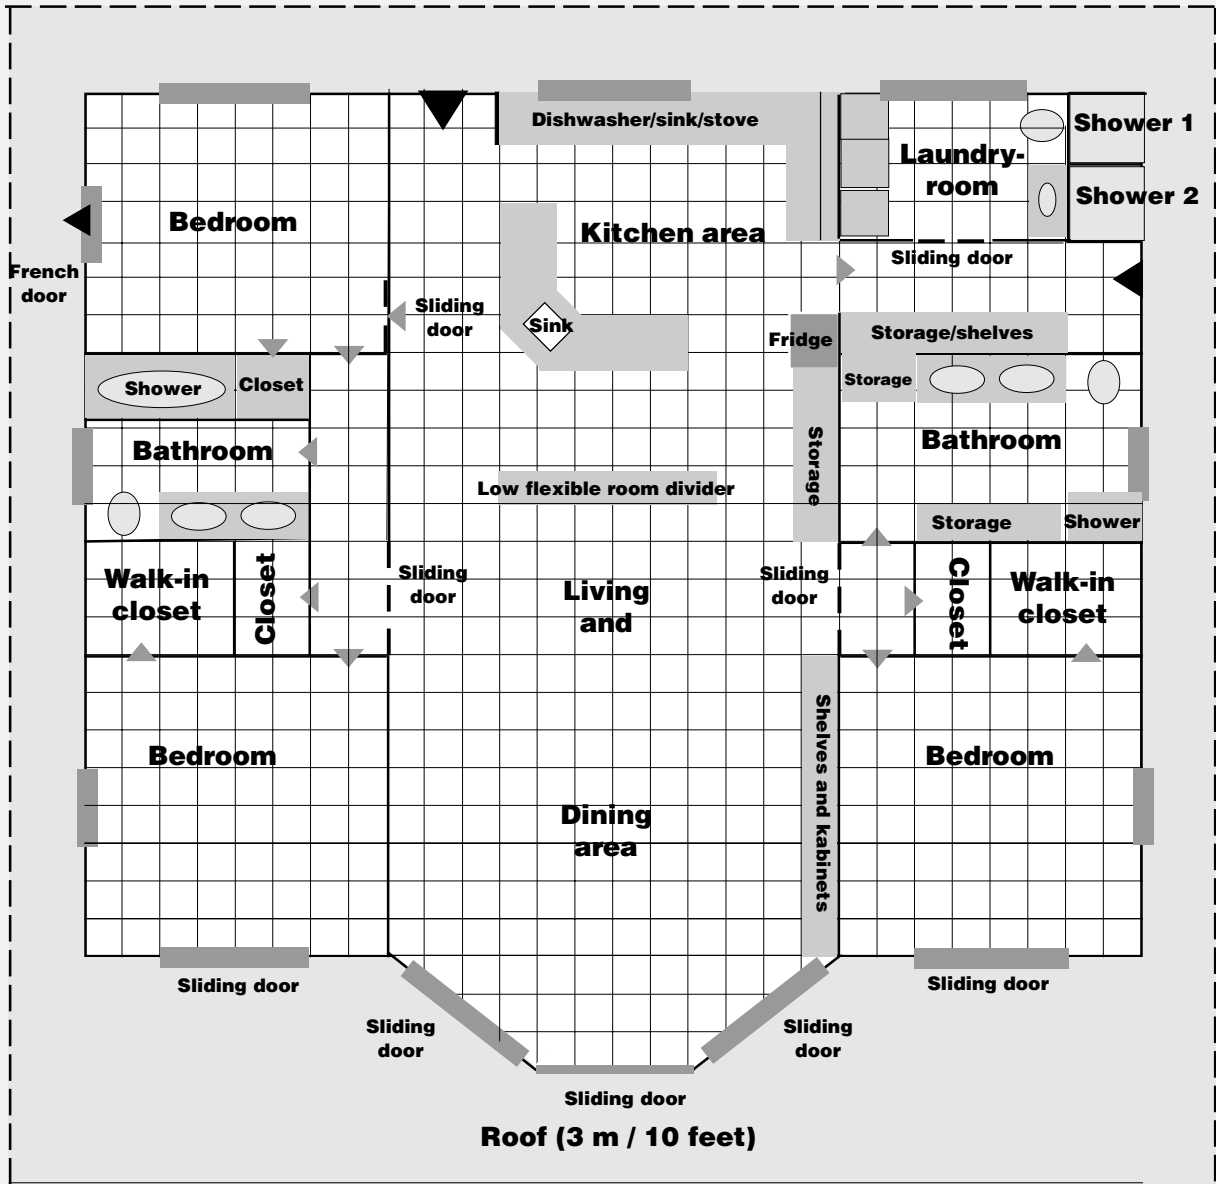 Dishwasher/sink/stove
Shower 1
Laundry-
room
Shower 2
Bedroom
Kitchen area
Sliding door
French
door
Sliding
door
Sink
Fridge
Storage/shelves
Shower
Closet
Storage
Bathroom
Storage
Bathroom
Low flexible room divider
Storage
Shower
Walk-in
closet
Closet
Sliding
door
Living
and
Sliding
door
Closet
Walk-in
closet
Bedroom
Shelves and kabinets
Bedroom
Dining
area
Sliding door
Sliding door
Sliding
door
Sliding
door
Sliding door
Roof (3 m / 10 feet)